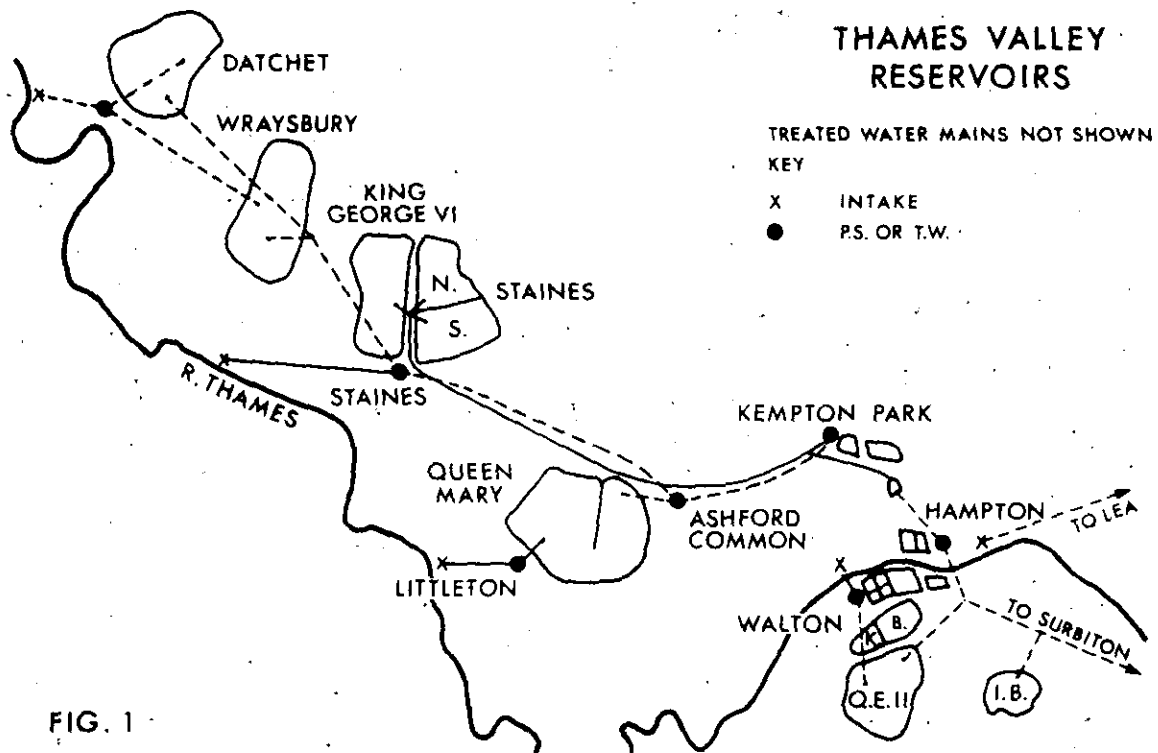 THAMES VALLEY
RESERVOIRS
TREATED WATER MAINS NOT SHOWN
KEY
X INTAKE
● P.S. OR T.W.
DATCHET
WRAYSBURY
KING
GEORGE VI
N.
S.
STAINES
R. THAMES
STAINES
KEMPTON PARK
QUEEN
MARY
ASHFORD
COMMON
HAMPTON
TO LEA
LITTLETON
WALTON
K
B.
Q.E.II
TO SURBITON
I.B.
FIG. 1